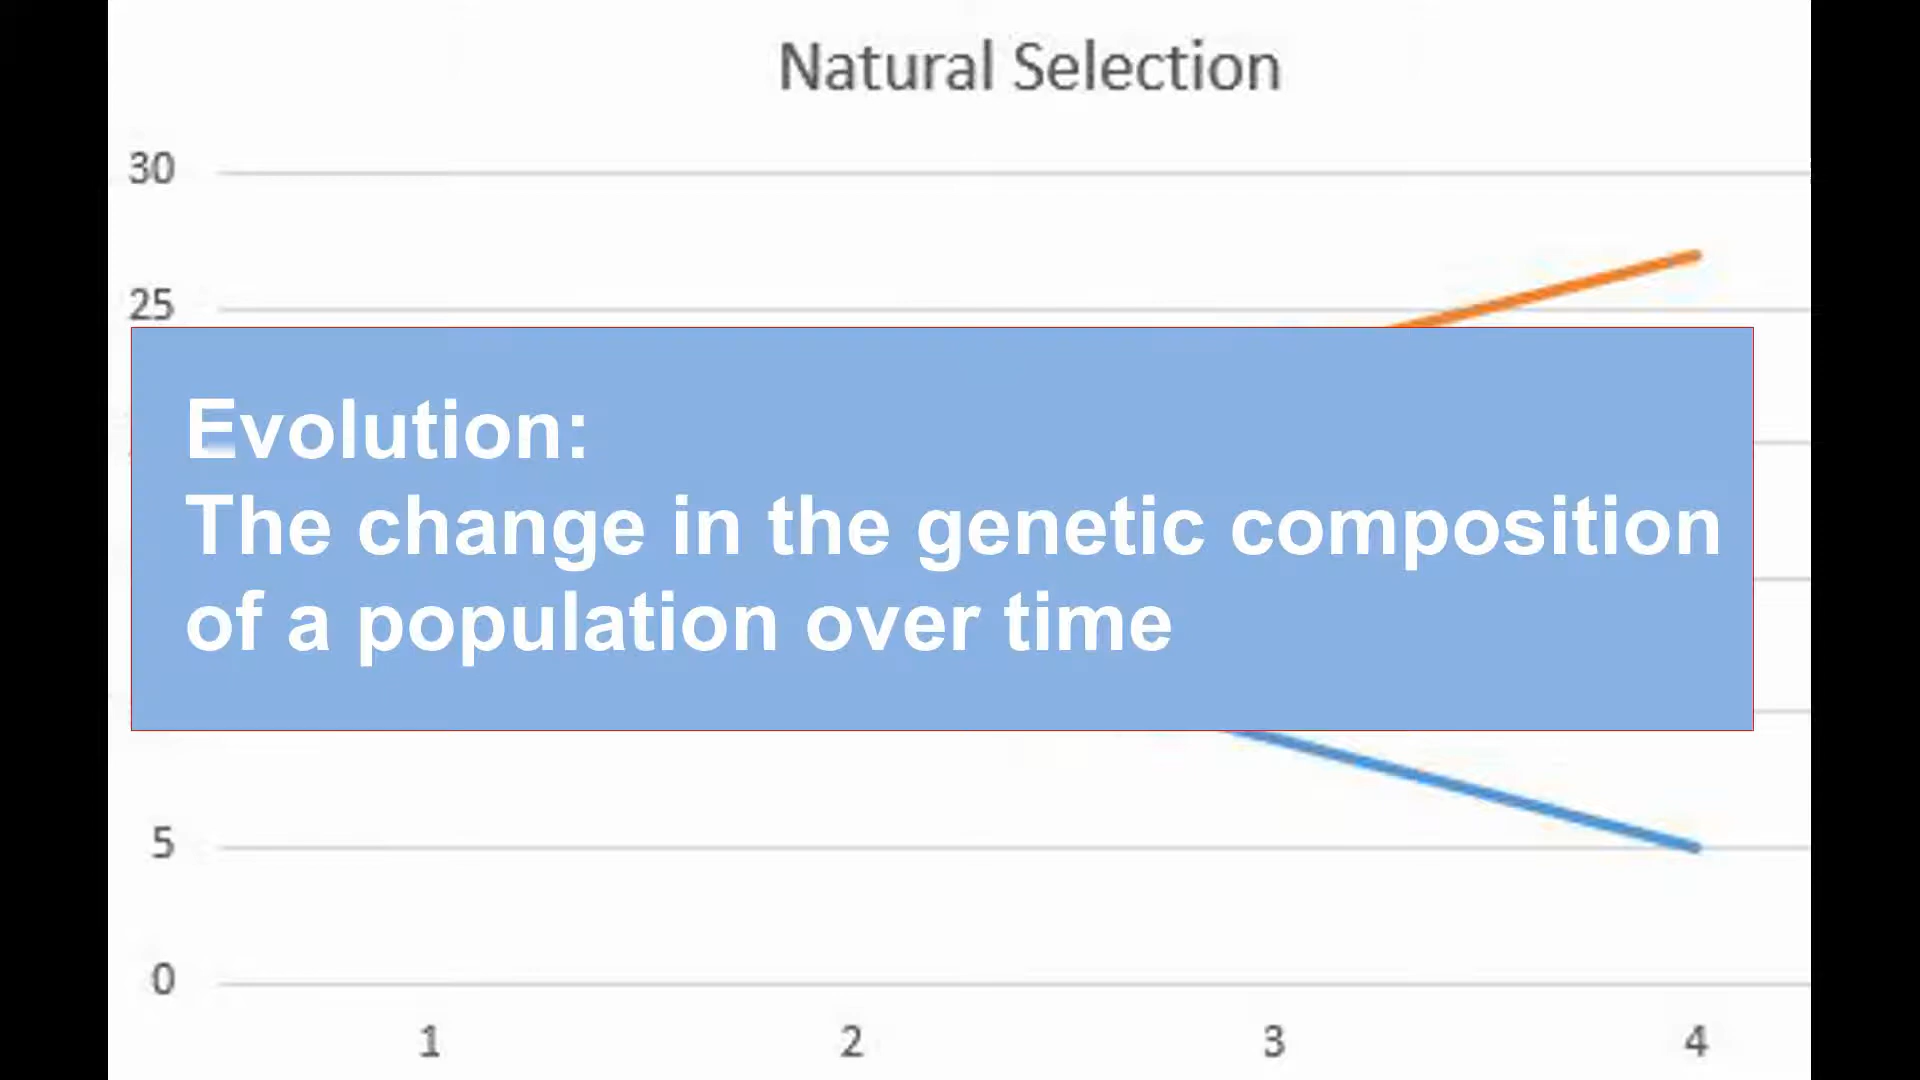 Natural Selection
30
25
Evolution:
The change in the genetic composition
of a population over time
5
0
1 2 3 4